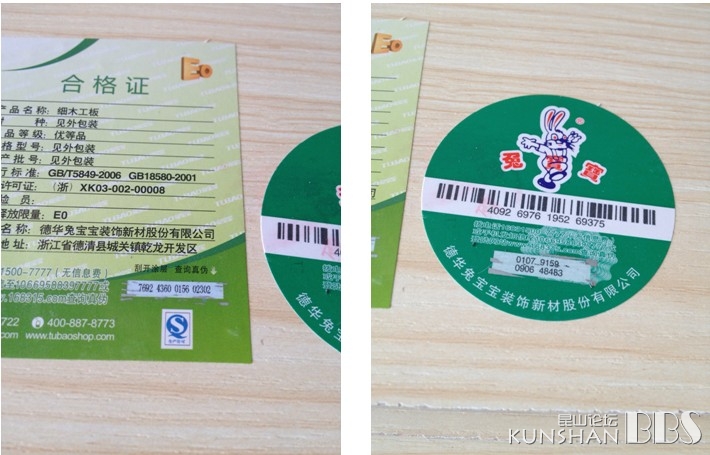 合格证
产品名称: 细木工板
种 见外包装
品等级: 优等品
格型号: 见外包装
产批号: 见外包装
行标准: GB/T5849-2006 GB18580-2001
许可证: (浙) XK03-002-00008
验 员:
释放限量: E0
名称: 德华兔宝宝装饰新材股份有限公司
地址: 浙江省德清县城关镇乾龙开发区
1500-7777 (无信息费)
刮开涂层 查询真伪
7692 4360 0156 02302
722 400-887-8773
com www.tubaoshop.com
兔宝宝
4092 6976 1952 69375
0107 9159
0906 48483
德华兔宝宝装饰新材股份有限公司
昆山论坛
KUNSHAN BBS